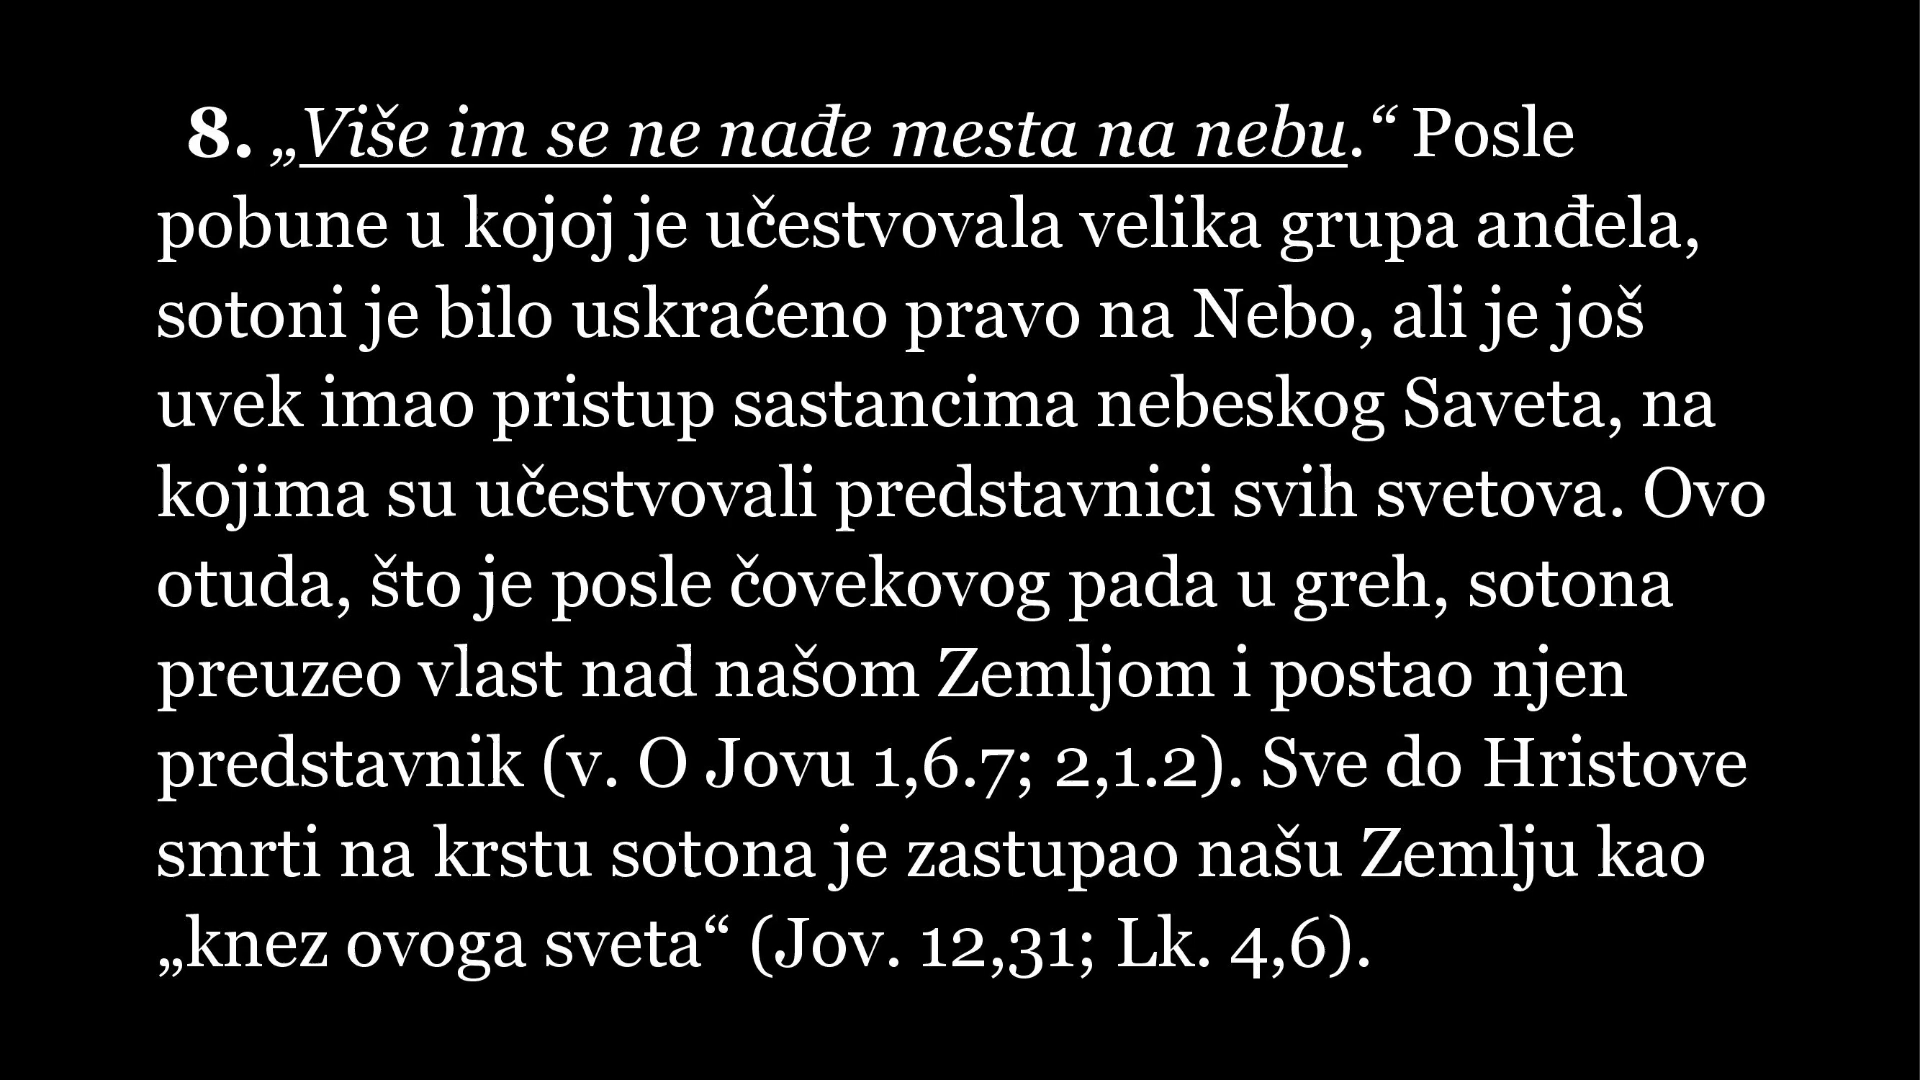 8. „Više im se ne nađe mesta na nebu.“ Posle
pobune u kojoj je učestvovala velika grupa anđela,
sotoni je bilo uskraćeno pravo na Nebo, ali je još
uvek imao pristup sastancima nebeskog Saveta, na
kojima su učestvovali predstavnici svih svetova. Ovo
otuda, što je posle čovekovog pada u greh, sotona
preuzeo vlast nad našom Zemljom i postao njen
predstavnik (v. O Jovu 1,6.7; 2,1.2). Sve do Hristove
smrti na krstu sotona je zastupao našu Zemlju kao
„knez ovoga sveta“ (Jov. 12,31; Lk. 4,6).